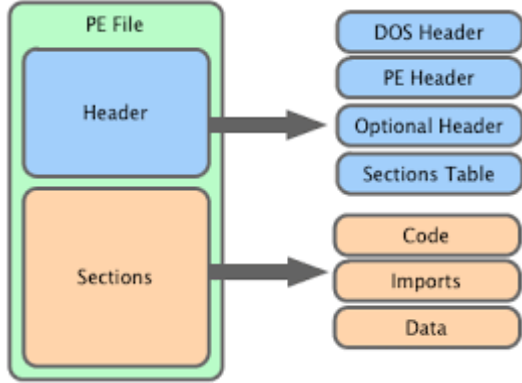 PE File
Header
Sections
DOS Header
PE Header
Optional Header
Sections Table
Code
Imports
Data